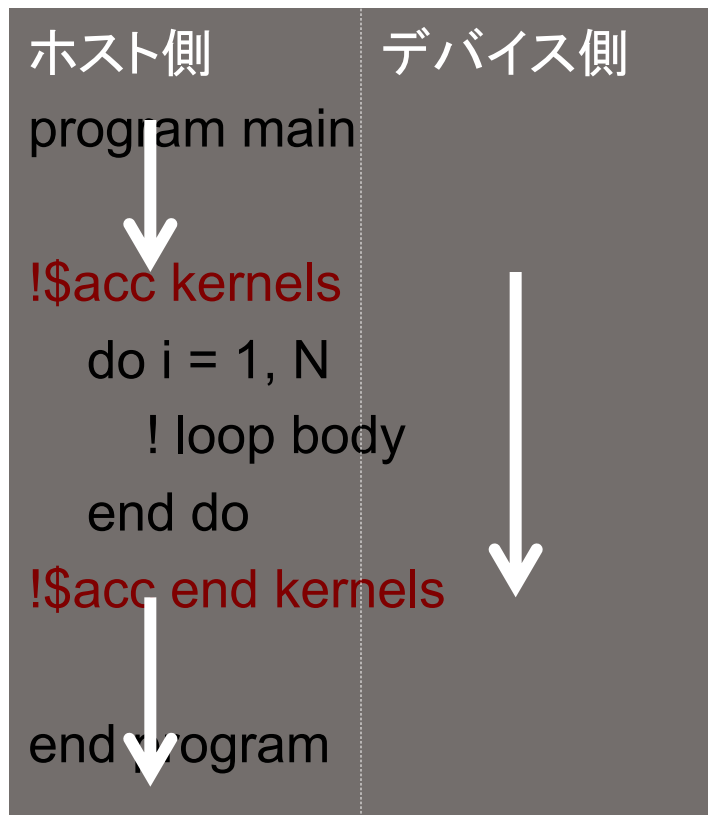 ホスト側 デバイス側
program main
!$acc kernels
do i = 1, N
! loop body
end do
!$acc end kernels
end program